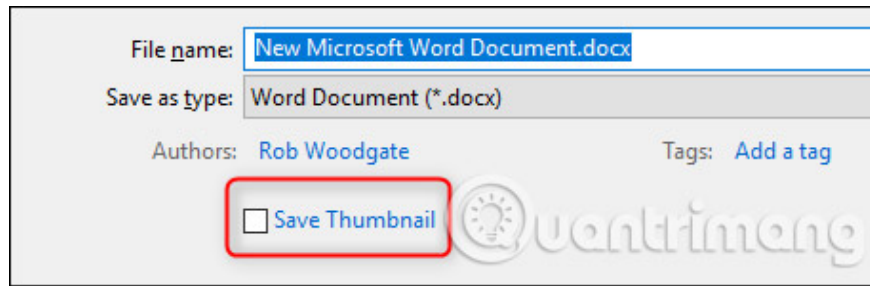 File name: New Microsoft Word Document.docx
Save as type: Word Document (*.docx)
Authors: Rob Woodgate Tags: Add a tag
Save Thumbnail
Quantrimang